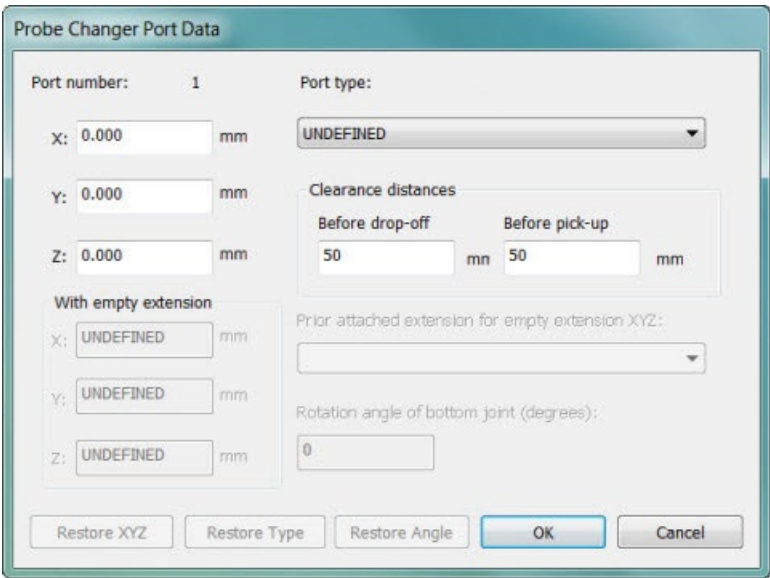 Probe Changer Port Data
Port number: 1 Port type:
X: 0.000 mm UNDEFINED
Clearance distances
Y: 0.000 mm Before drop-off Before pick-up
Z: 0.000 mm 50 mn 50 mm
With empty extension
Prior attached extension for empty extension XYZ:
X: UNDEFINED mm
Y: UNDEFINED mm
Rotation angle of bottom joint (degrees):
Z: UNDEFINED mm 0
Restore XYZ Restore Type Restore Angle OK Cancel